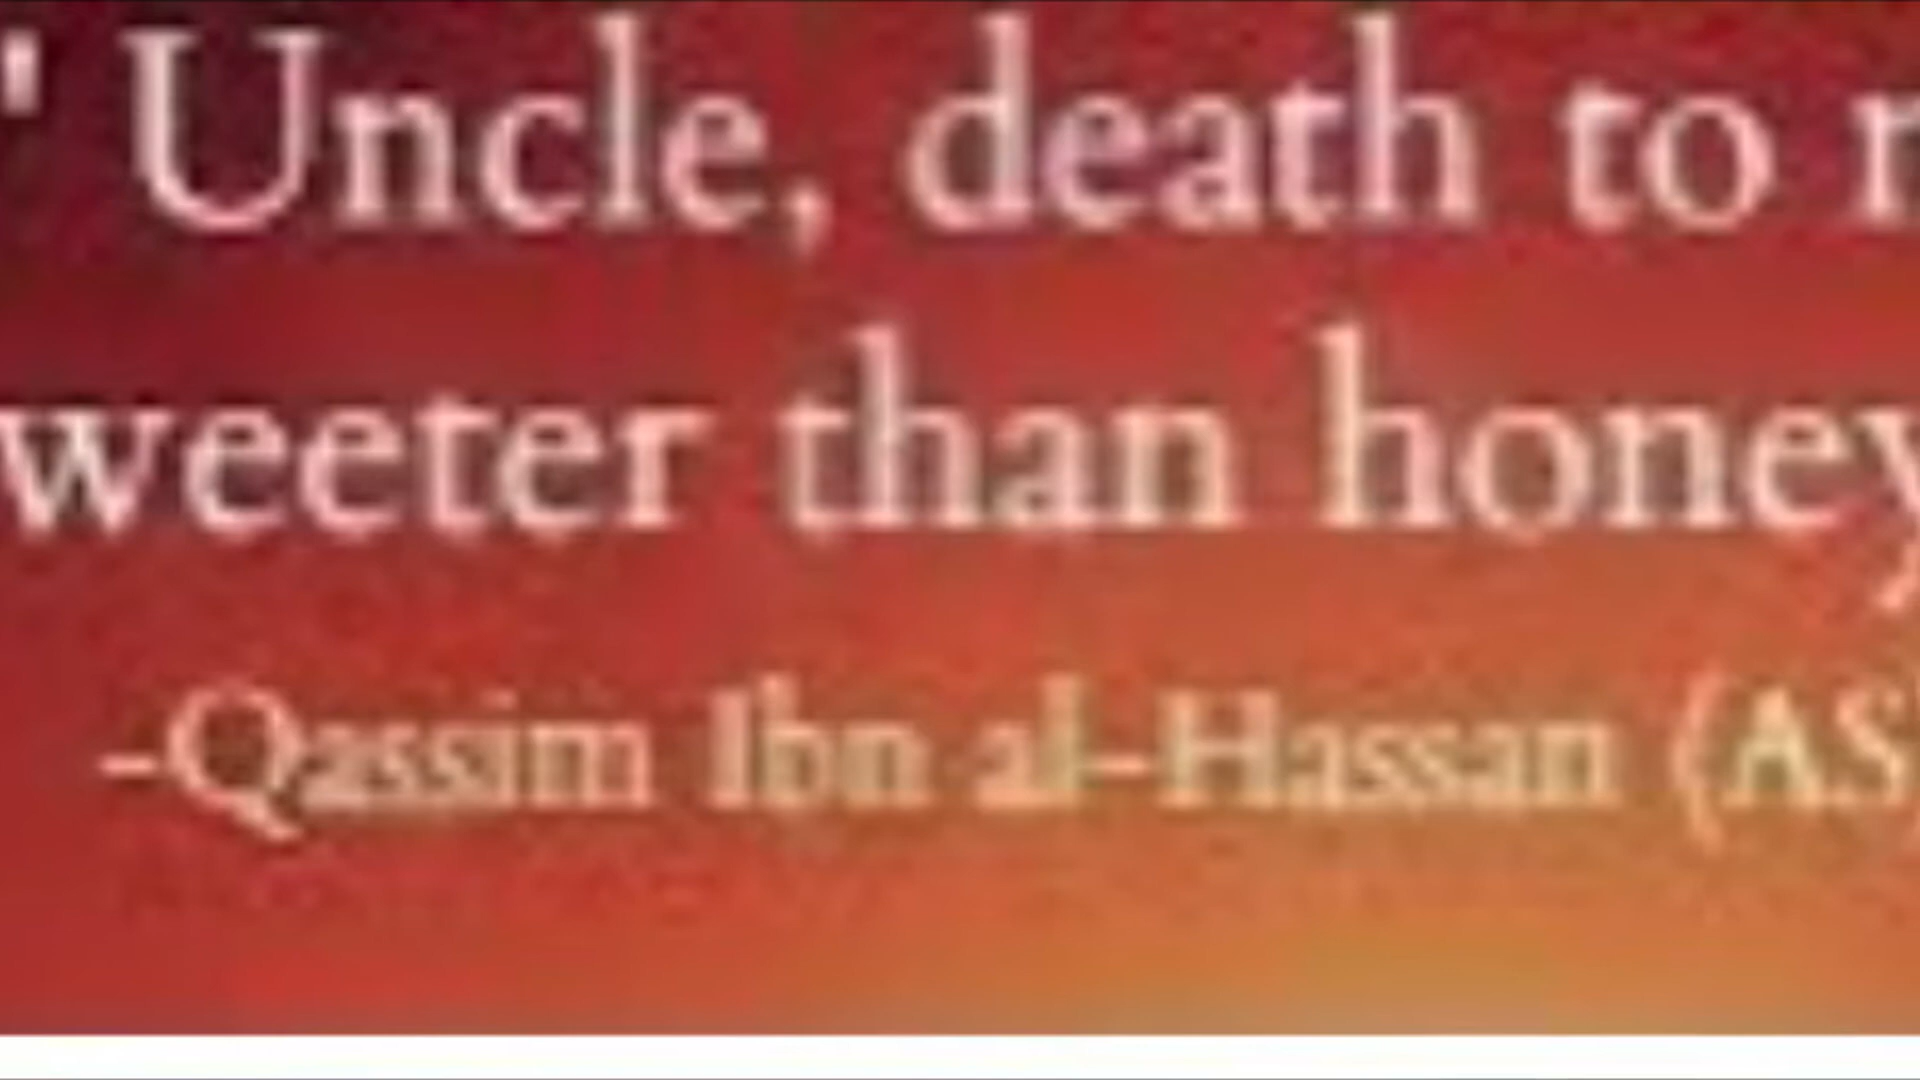 " Uncle, death to
weeter than honey
-Qassim Ibn al-Hassan (AS)